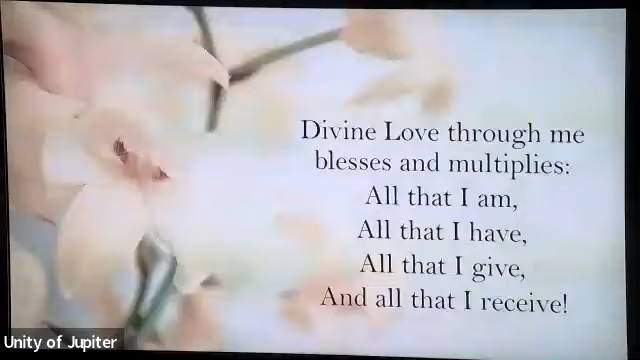 Divine Love through me
blesses and multiplies:
All that I am,
All that I have,
All that I give,
And all that I receive!
Unity of Jupiter